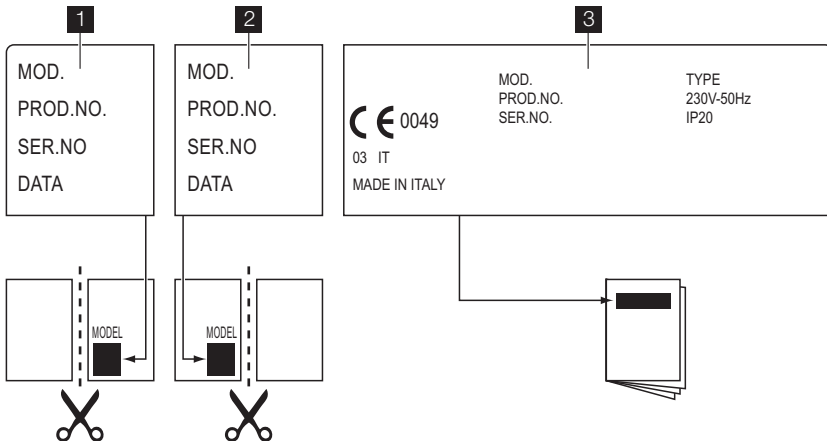 1
MOD.
PROD.NO.
SER.NO
DATA
2
MOD.
PROD.NO.
SER.NO
DATA
3
CE 0049
03 IT
MADE IN ITALY
MOD.
PROD.NO.
SER.NO.
TYPE
230V-50Hz
IP20
MODEL
MODEL